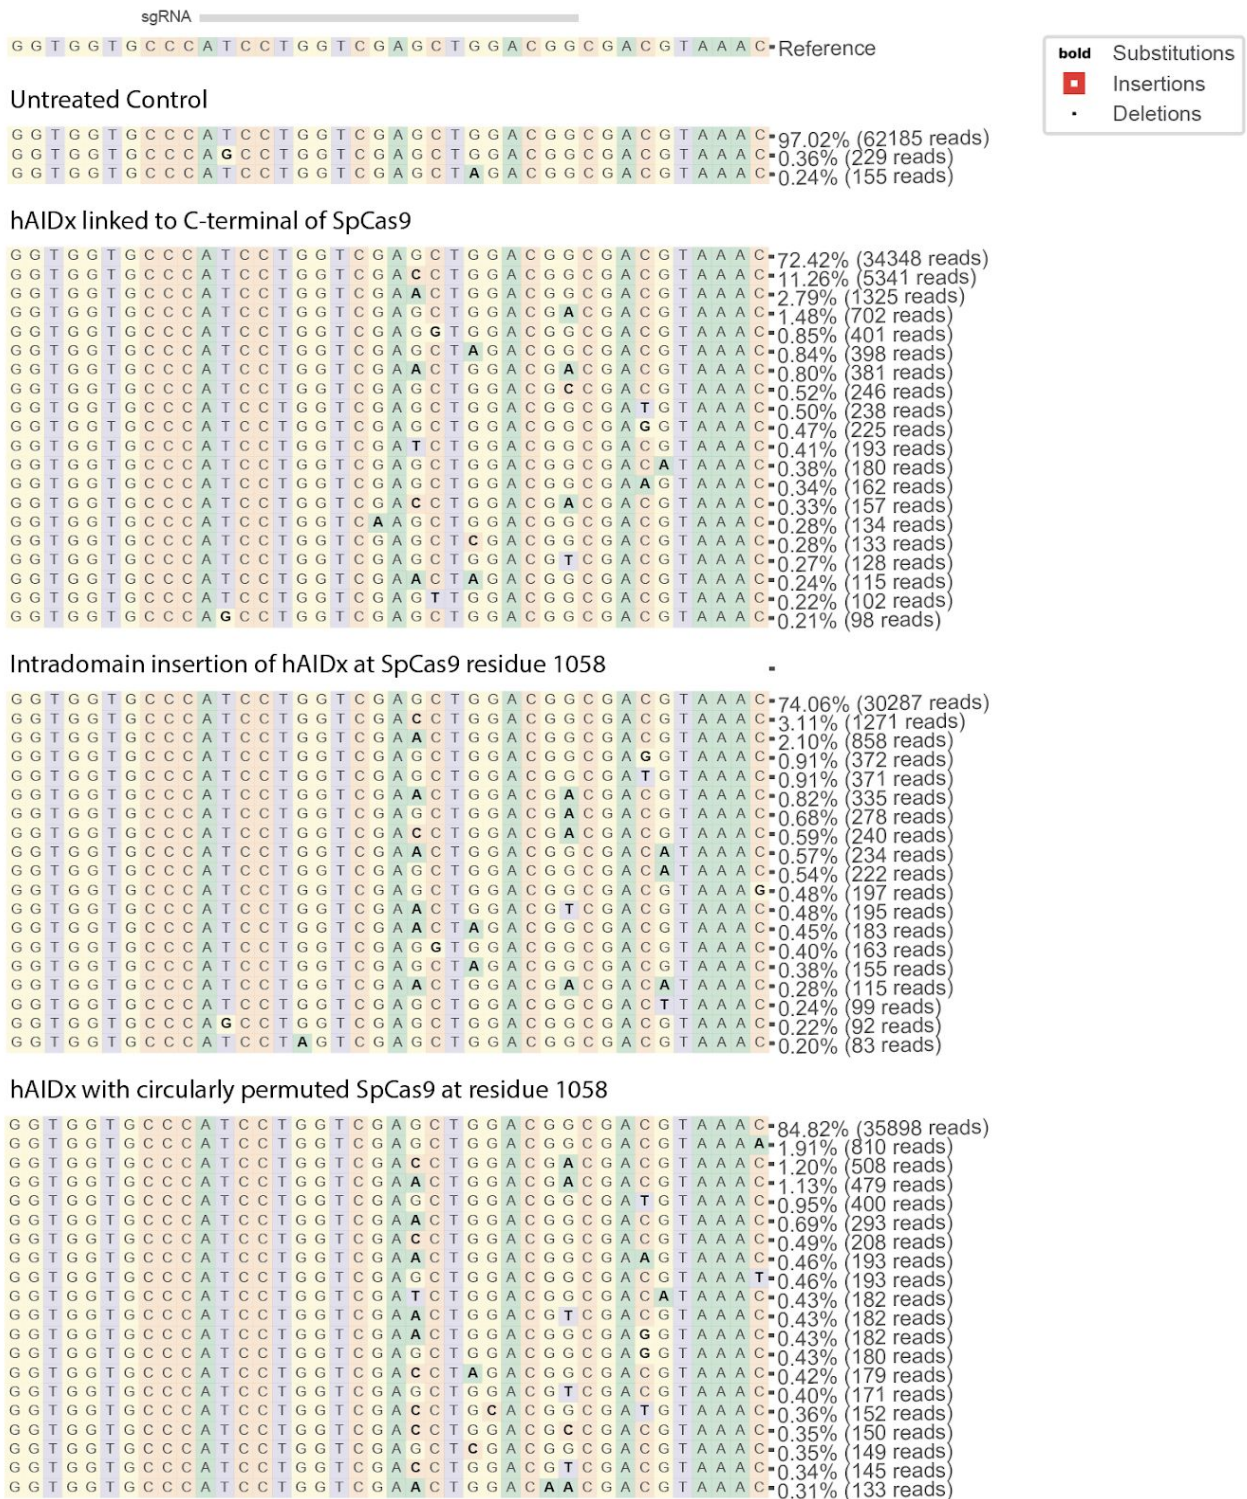 sgRNA
G G T G G T G C C C A T C C T G G T C G A G C T G G A C G G C G A C G T A A A C Reference
bold Substitutions
Insertions
Deletions
Untreated Control
G G T G G T G C C C A T C C T G G T C G A G C T G G A C G G C G A C G T A A A C 97.02% (62185 reads)
G G T G G T G C C C A G C C T G G T C G A G C T G G A C G G C G A C G T A A A C 0.36% (229 reads)
G G T G G T G C C C A T C C T G G T C G A G C T A G A C G G C G A C G T A A A C 0.24% (155 reads)
hAIDx linked to C-terminal of SpCas9
G G T G G T G C C C A T C C T G G T C G A G C T G G A C G G C G A C G T A A A C 72.42% (34348 reads)
G G T G G T G C C C A T C C T G G T C G A C C T G G A C G G C G A C G T A A A C 11.26% (5341 reads)
G G T G G T G C C C A T C C T G G T C G A A C T G G A C G G C G A C G T A A A C 2.79% (1325 reads)
G G T G G T G C C C A T C C T G G T C G A G C T G G A C G A C G A C G T A A A C 1.48% (702 reads)
G G T G G T G C C C A T C C T G G T C G A G G T G G A C G G C G A C G T A A A C 0.85% (401 reads)
G G T G G T G C C C A T C C T G G T C G A G C T A G A C G G C G A C G T A A A C 0.84% (398 reads)
G G T G G T G C C C A T C C T G G T C G A A C T G G A C G A C G A C G T A A A C 0.80% (381 reads)
G G T G G T G C C C A T C C T G G T C G A G C T G G A C G C C G A C G T A A A C 0.52% (246 reads)
G G T G G T G C C C A T C C T G G T C G A G C T G G A C G G C G A T G T A A A C 0.50% (238 reads)
G G T G G T G C C C A T C C T G G T C G A G C T G G A C G G C G A G G T A A A C 0.47% (225 reads)
G G T G G T G C C C A T C C T G G T C G A T C T G G A C G G C G A C G T A A A C 0.41% (193 reads)
G G T G G T G C C C A T C C T G G T C G A G C T G G A C G G C G A C A T A A A C 0.38% (180 reads)
G G T G G T G C C C A T C C T G G T C G A G C T G G A C G G C G A A G T A A A C 0.34% (162 reads)
G G T G G T G C C C A T C C T G G T C G A C C T G G A C G A C G A C G T A A A C 0.33% (157 reads)
G G T G G T G C C C A T C C T G G T C A A G C T G G A C G G C G A C G T A A A C 0.28% (134 reads)
G G T G G T G C C C A T C C T G G T C G A G C T C G A C G G C G A C G T A A A C 0.28% (133 reads)
G G T G G T G C C C A T C C T G G T C G A G C T G G A C G T C G A C G T A A A C 0.27% (128 reads)
G G T G G T G C C C A T C C T G G T C G A A C T A G A C G G C G A C G T A A A C 0.24% (115 reads)
G G T G G T G C C C A T C C T G G T C G A G T T G G A C G G C G A C G T A A A C 0.22% (102 reads)
G G T G G T G C C C A G C C T G G T C G A G C T G G A C G G C G A C G T A A A C 0.21% (98 reads)
Intradomain insertion of hAIDx at SpCas9 residue 1058
G G T G G T G C C C A T C C T G G T C G A G C T G G A C G G C G A C G T A A A C 74.06% (30287 reads)
G G T G G T G C C C A T C C T G G T C G A C C T G G A C G G C G A C G T A A A C 3.11% (1271 reads)
G G T G G T G C C C A T C C T G G T C G A A C T G G A C G G C G A C G T A A A C 2.10% (858 reads)
G G T G G T G C C C A T C C T G G T C G A G C T G G A C G G C G A G G T A A A C 0.91% (372 reads)
G G T G G T G C C C A T C C T G G T C G A G C T G G A C G G C G A T G T A A A C 0.91% (371 reads)
G G T G G T G C C C A T C C T G G T C G A A C T G G A C G A C G A C G T A A A C 0.82% (335 reads)
G G T G G T G C C C A T C C T G G T C G A G C T G G A C G A C G A C G T A A A C 0.68% (278 reads)
G G T G G T G C C C A T C C T G G T C G A C C T G G A C G A C G A C G T A A A C 0.59% (240 reads)
G G T G G T G C C C A T C C T G G T C G A A C T G G A C G G C G A C A T A A A C 0.57% (234 reads)
G G T G G T G C C C A T C C T G G T C G A G C T G G A C G G C G A C A T A A A C 0.54% (222 reads)
G G T G G T G C C C A T C C T G G T C G A G C T G G A C G G C G A C G T A A A G 0.48% (197 reads)
G G T G G T G C C C A T C C T G G T C G A A C T G G A C G T C G A C G T A A A C 0.48% (195 reads)
G G T G G T G C C C A T C C T G G T C G A A C T A G A C G G C G A C G T A A A C 0.45% (183 reads)
G G T G G T G C C C A T C C T G G T C G A G G T G G A C G G C G A C G T A A A C 0.40% (163 reads)
G G T G G T G C C C A T C C T G G T C G A G C T A G A C G G C G A C G T A A A C 0.38% (155 reads)
G G T G G T G C C C A T C C T G G T C G A A C T G G A C G A C G A C A T A A A C 0.28% (115 reads)
G G T G G T G C C C A T C C T G G T C G A G C T G G A C G G C G A C T T A A A C 0.24% (99 reads)
G G T G G T G C C C A G C C T G G T C G A G C T G G A C G G C G A C G T A A A C 0.22% (92 reads)
G G T G G T G C C C A T C C T A G T C G A G C T G G A C G G C G A C G T A A A C 0.20% (83 reads)
hAIDx with circularly permuted SpCas9 at residue 1058
G G T G G T G C C C A T C C T G G T C G A G C T G G A C G G C G A C G T A A A C 84.82% (35898 reads)
G G T G G T G C C C A T C C T G G T C G A G C T G G A C G G C G A C G T A A A A 1.91% (810 reads)
G G T G G T G C C C A T C C T G G T C G A C C T G G A C G A C G A C G T A A A C 1.20% (508 reads)
G G T G G T G C C C A T C C T G G T C G A A C T G G A C G A C G A C G T A A A C 1.13% (479 reads)
G G T G G T G C C C A T C C T G G T C G A G C T G G A C G G C G A T G T A A A C 0.95% (400 reads)
G G T G G T G C C C A T C C T G G T C G A A C T G G A C G G C G A C G T A A A C 0.69% (293 reads)
G G T G G T G C C C A T C C T G G T C G A C C T G G A C G G C G A C G T A A A C 0.49% (208 reads)
G G T G G T G C C C A T C C T G G T C G A A C T G G A C G G C G A A G T A A A C 0.46% (193 reads)
G G T G G T G C C C A T C C T G G T C G A G C T G G A C G G C G A C G T A A A T 0.46% (193 reads)
G G T G G T G C C C A T C C T G G T C G A T C T G G A C G G C G A C A T A A A C 0.43% (182 reads)
G G T G G T G C C C A T C C T G G T C G A A C T G G A C G T C G A C G T A A A C 0.43% (182 reads)
G G T G G T G C C C A T C C T G G T C G A A C T G G A C G G C G A G G T A A A C 0.43% (182 reads)
G G T G G T G C C C A T C C T G G T C G A G C T G G A C G G C G A G G T A A A C 0.43% (180 reads)
G G T G G T G C C C A T C C T G G T C G A C C T A G A C G G C G A C G T A A A C 0.42% (179 reads)
G G T G G T G C C C A T C C T G G T C G A G C T G G A C G T C G A C G T A A A C 0.40% (171 reads)
G G T G G T G C C C A T C C T G G T C G A C C T G C A C G G C G A T G T A A A C 0.36% (152 reads)
G G T G G T G C C C A T C C T G G T C G A C C T G G A C G C C G A C G T A A A C 0.35% (150 reads)
G G T G G T G C C C A T C C T G G T C G A G C T C G A C G G C G A C G T A A A C 0.35% (149 reads)
G G T G G T G C C C A T C C T G G T C G A C C T G G A C G T C G A C G T A A A C 0.34% (145 reads)
G G T G G T G C C C A T C C T G G T C G A A C T G G A C A A C G A C G T A A A C 0.31% (133 reads)